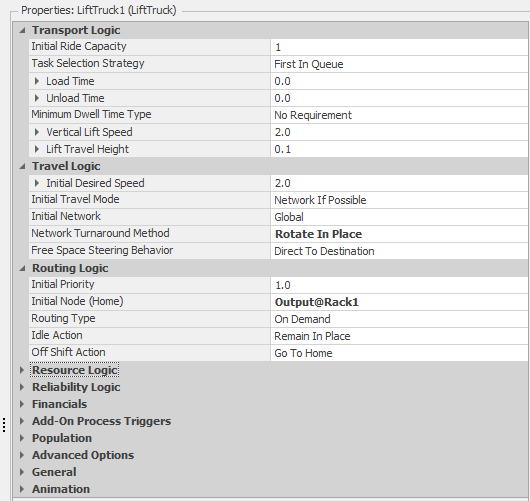 Properties: LiftTruck1 (LiftTruck)
Transport Logic
Initial Ride Capacity 1
Task Selection Strategy First In Queue
Load Time 0.0
Unload Time 0.0
Minimum Dwell Time Type No Requirement
Vertical Lift Speed 2.0
Lift Travel Height 0.1
Travel Logic
Initial Desired Speed 2.0
Initial Travel Mode Network If Possible
Initial Network Global
Network Turnaround Method Rotate In Place
Free Space Steering Behavior Direct To Destination
Routing Logic
Initial Priority 1.0
Initial Node (Home) Output@Rack1
Routing Type On Demand
Idle Action Remain In Place
Off Shift Action Go To Home
Resource Logic
Reliability Logic
Financials
Add-On Process Triggers
Population
Advanced Options
General
Animation